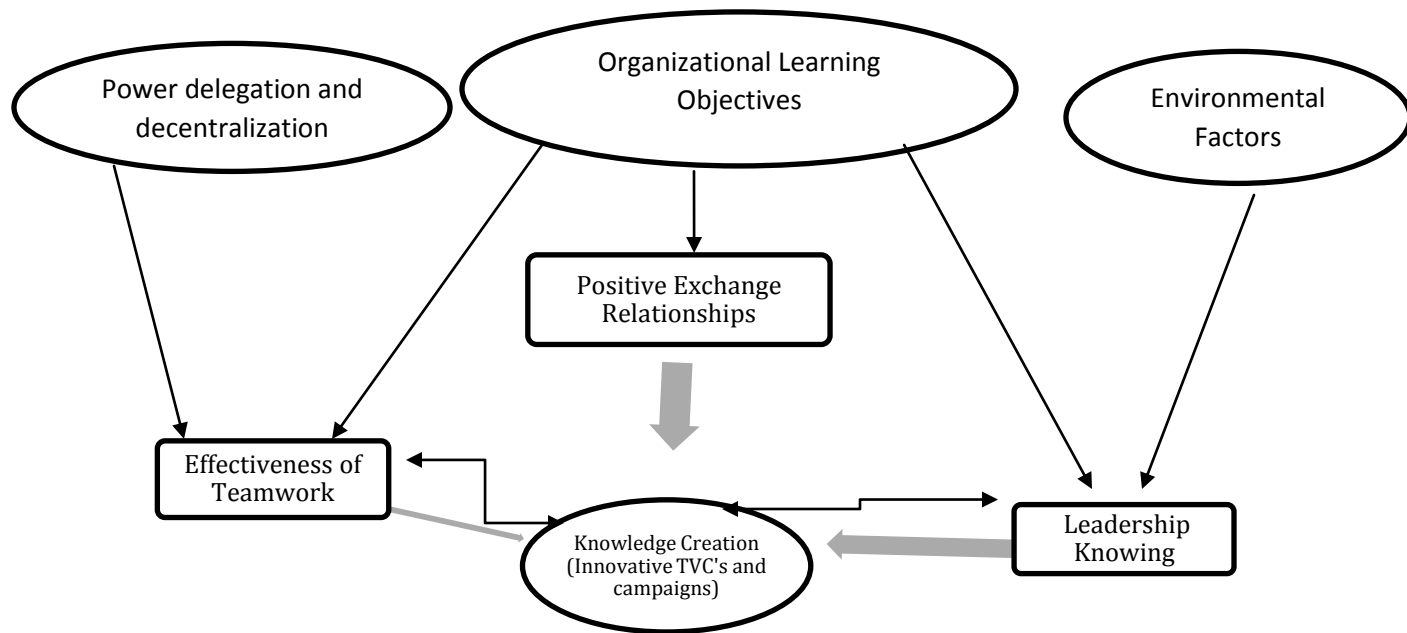 Power delegation and
decentralization
Organizational Learning
Objectives
Environmental
Factors
Positive Exchange
Relationships
Effectiveness of
Teamwork
Knowledge Creation
(Innovative TVC's and
campaigns)
Leadership
Knowing